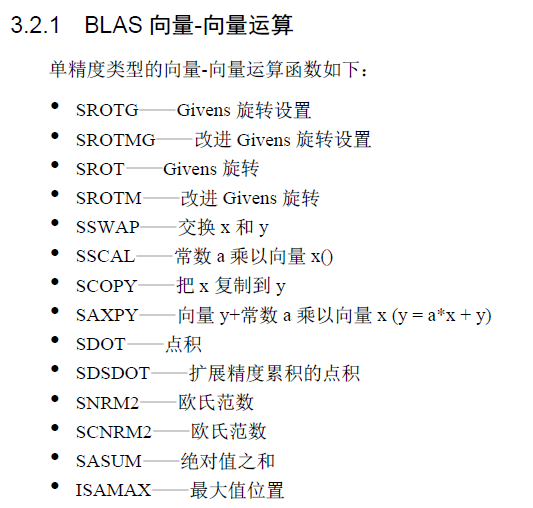 3.2.1 BLAS 向量-向量运算
单精度类型的向量-向量运算函数如下：
• SROTG——Givens 旋转设置
• SROTMG——改进 Givens 旋转设置
• SROT——Givens 旋转
• SROTM——改进 Givens 旋转
• SSWAP——交换 x 和 y
• SSCAL——常数 a 乘以向量 x()
• SCOPY——把 x 复制到 y
• SAXPY——向量 y+常数 a 乘以向量 x (y = a*x + y)
• SDOT——点积
• SDSDOT——扩展精度累积的点积
• SNRM2——欧氏范数
• SCNRM2——欧氏范数
• SASUM——绝对值之和
• ISAMAX——最大值位置